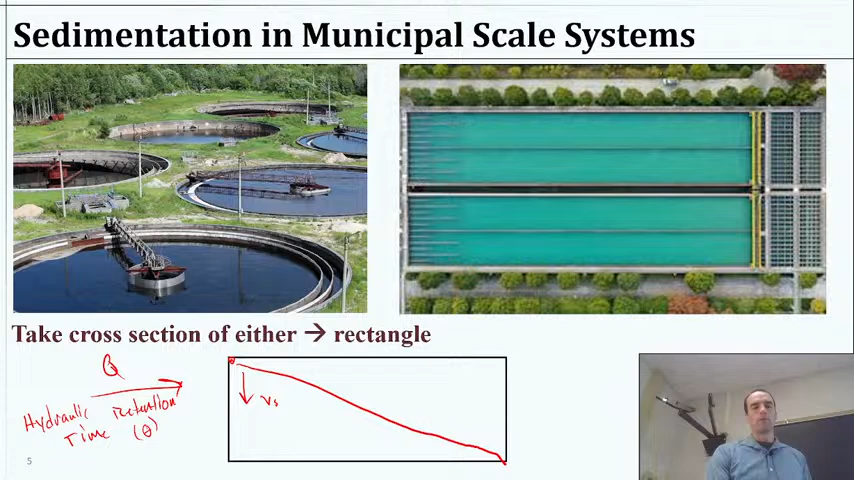 Sedimentation in Municipal Scale Systems
Take cross section of either → rectangle
Q
Hydraulic retention
Time (θ)
vs
5